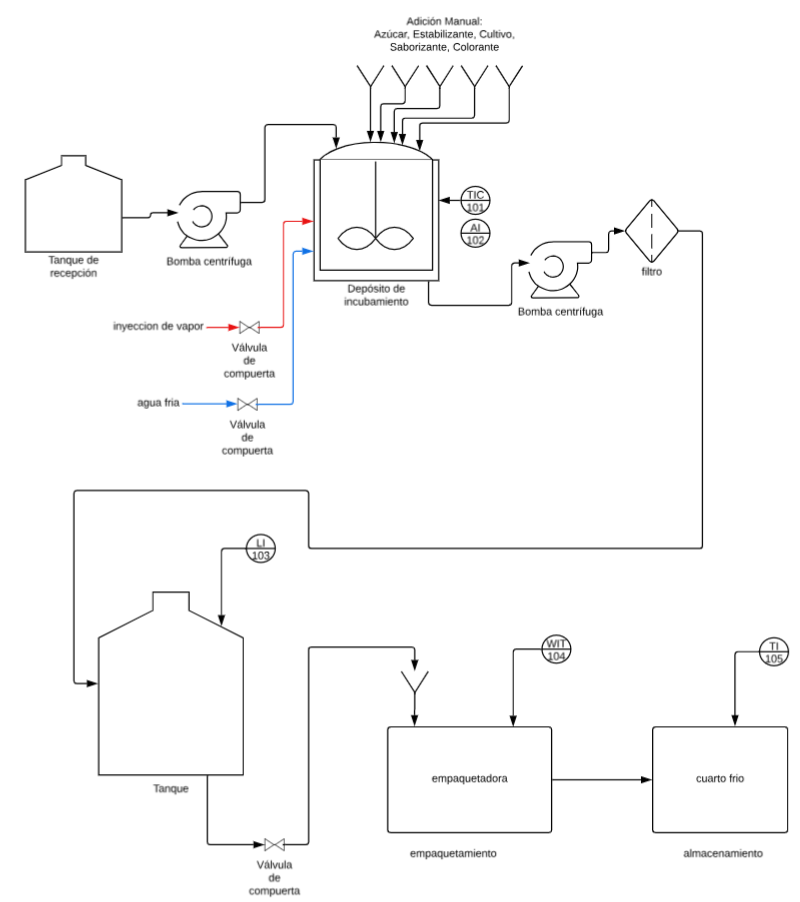 Adición Manual:
Azúcar, Estabilizante, Cultivo,
Saborizante, Colorante
TIC
101
AI
102
Tanque de
recepción
Bomba centrífuga
Depósito de
incubamiento
Bomba centrífuga
filtro
inyeccion de vapor
Válvula
de
compuerta
agua fria
Válvula
de
compuerta
LI
103
WIT
104
TI
105
empaquetadora
cuarto frio
Tanque
empaquetamiento
almacenamiento
Válvula
de
compuerta